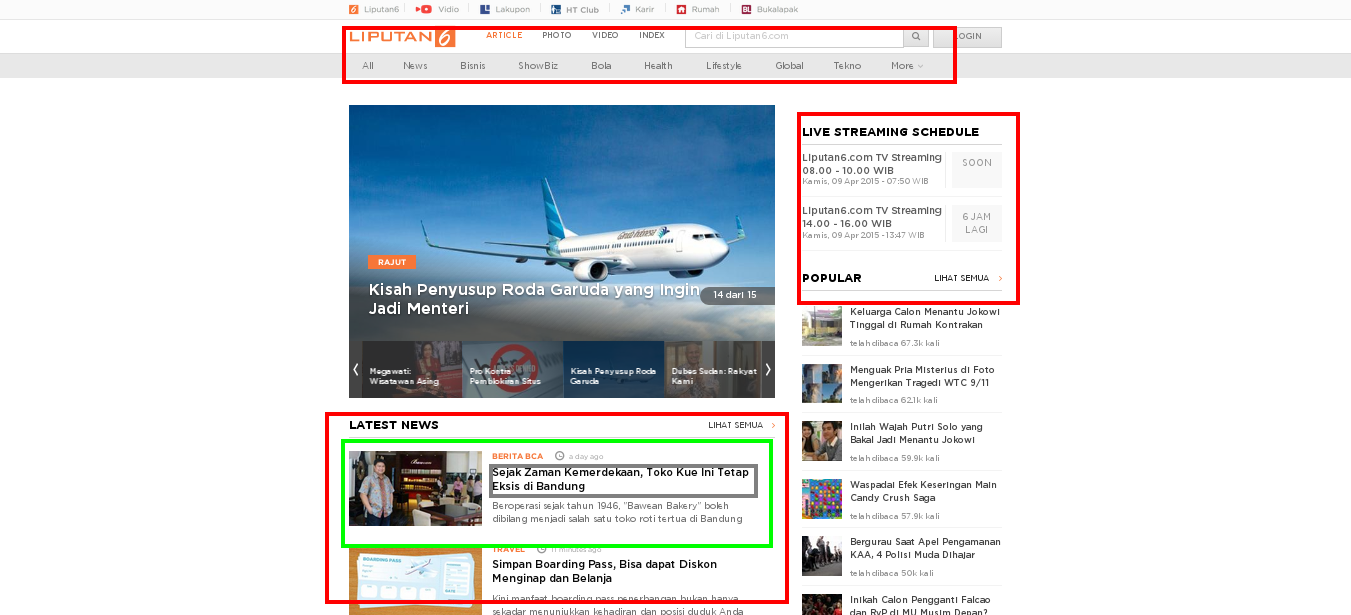 Liputan6 Vidio Lakupon HT Club Karir Rumah Bukalapak
LIPUTAN 6 ARTICLE PHOTO VIDEO INDEX Cari di Liputan6.com LOGIN
All News Bisnis ShowBiz Bola Health Lifestyle Global Tekno More
RAJUT
Kisah Penyusup Roda Garuda yang Ingin
Jadi Menteri
14 dari 15
Garuda Indonesia
Megawati:
Wisatawan Asing
Pro Kontra
Pemblokiran Situs
Kisah Penyusup Roda
Garuda
Dubes Sudan: Rakyat
Kami
LATEST NEWS LIHAT SEMUA
BERITA BCA a day ago
Sejak Zaman Kemerdekaan, Toko Kue Ini Tetap
Eksis di Bandung
Beroperasi sejak tahun 1946, "Bawean Bakery" boleh
dibilang menjadi salah satu toko roti tertua di Bandung
TRAVEL 11 minutes ago
BOARDING PASS
Simpan Boarding Pass, Bisa dapat Diskon
Menginap dan Belanja
Kini manfaat boarding pass penerbangan bukan hanya
sekadar menunjukkan kehadiran dan posisi duduk Anda
LIVE STREAMING SCHEDULE
Liputan6.com TV Streaming
08.00 - 10.00 WIB
Kamis, 09 Apr 2015 - 07:50 WIB
SOON
Liputan6.com TV Streaming
14.00 - 16.00 WIB
Kamis, 09 Apr 2015 - 13:47 WIB
6 JAM
LAGI
POPULAR LIHAT SEMUA
Keluarga Calon Menantu Jokowi
Tinggal di Rumah Kontrakan
telah dibaca 67.3k kali
Menguak Pria Misterius di Foto
Mengerikan Tragedi WTC 9/11
telah dibaca 62.1k kali
Inilah Wajah Putri Solo yang
Bakal Jadi Menantu Jokowi
telah dibaca 59.9k kali
Waspadai Efek Keseringan Main
Candy Crush Saga
telah dibaca 57.9k kali
Bergurau Saat Apel Pengamanan
KAA, 4 Polisi Muda Dihajar
telah dibaca 50k kali
Inikah Calon Pengganti Falcao
dan RvP di MU Musim Depan?